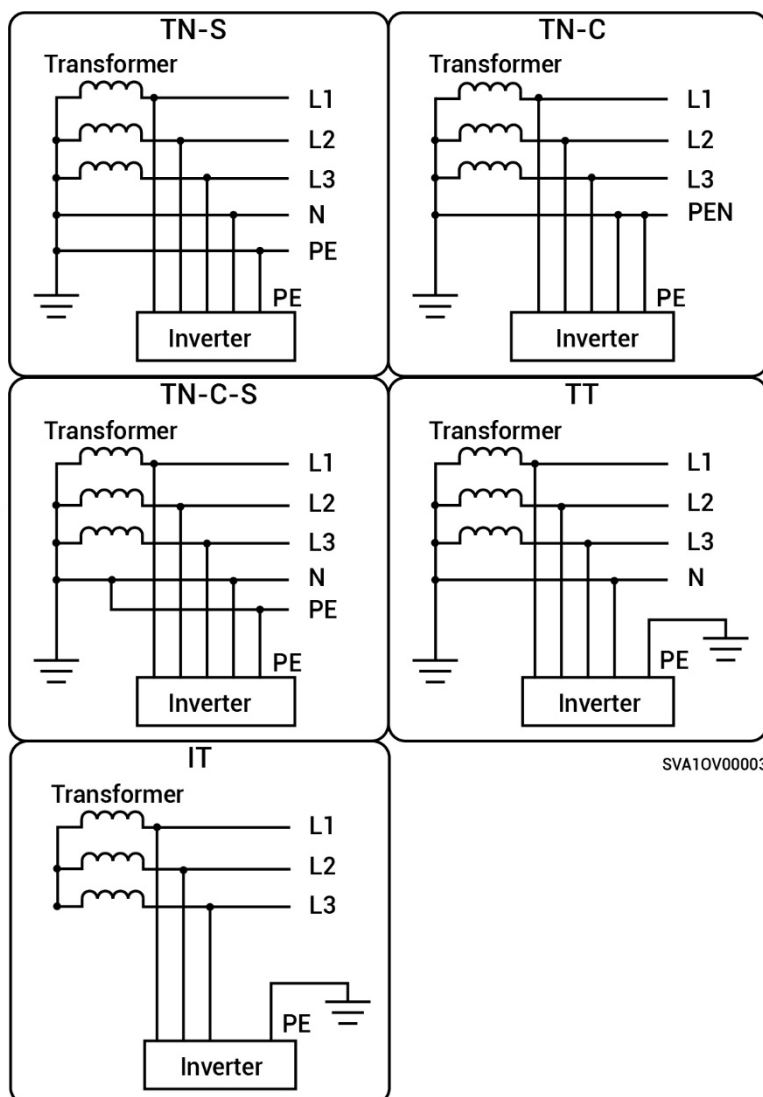 TN-S
Transformer
L1
L2
L3
N
PE
PE
Inverter
TN-C
Transformer
L1
L2
L3
PEN
PE
Inverter
TN-C-S
Transformer
L1
L2
L3
N
PE
PE
Inverter
TT
Transformer
L1
L2
L3
N
PE
Inverter
SVA1OV00003
IT
Transformer
L1
L2
L3
PE
Inverter